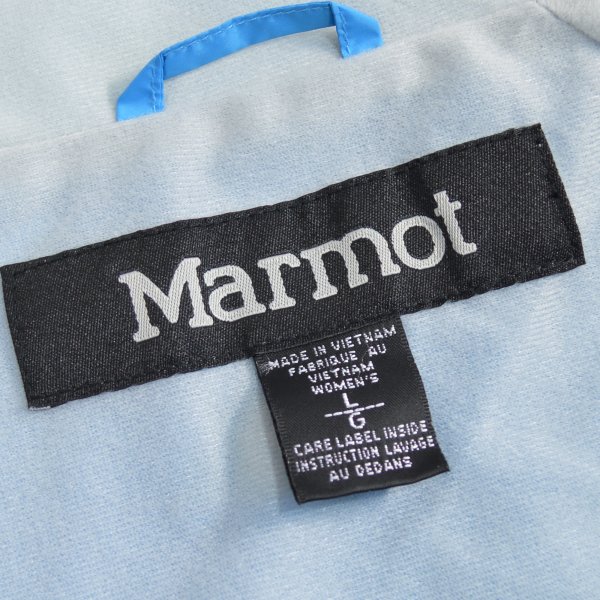 Marmot
MADE IN VIETNAM
FABRIQUE AU
VIETNAM
WOMEN'S
L
G
CARE LABEL INSIDE
INSTRUCTION LAVAGE
AU DEDANS